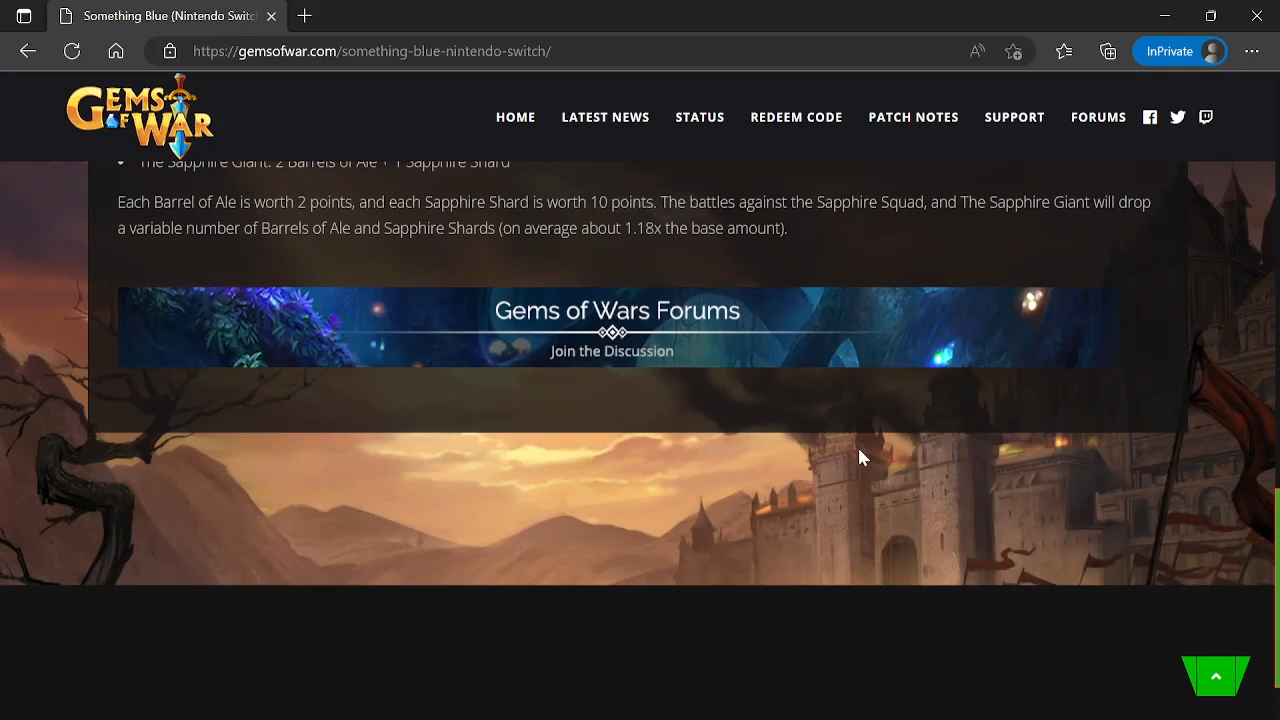 Something Blue (Nintendo Switc
https://gemsofwar.com/something-blue-nintendo-switch/
InPrivate
GEMS OF WAR
HOME LATEST NEWS STATUS REDEEM CODE PATCH NOTES SUPPORT FORUMS
The Sapphire Giant: 2 Barrels of Ale + 1 Sapphire Shard
Each Barrel of Ale is worth 2 points, and each Sapphire Shard is worth 10 points. The battles against the Sapphire Squad, and The Sapphire Giant will drop
a variable number of Barrels of Ale and Sapphire Shards (on average about 1.18x the base amount).
Gems of Wars Forums
Join the Discussion